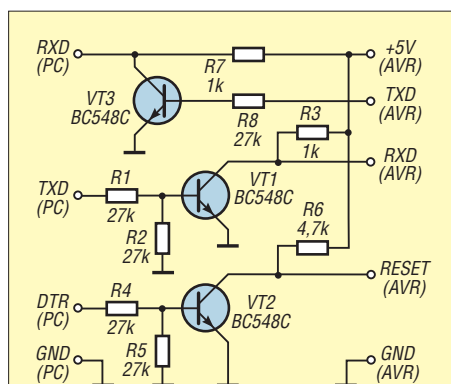 RXD
(PC)
R7
1k
+5V
(AVR)
VT3
BC548C
R8
27k
TXD
(AVR)
R3
1k
RXD
(AVR)
TXD
(PC)
R1
27k
VT1
BC548C
R2
27k
R6
4,7k
RESET
(AVR)
DTR
(PC)
R4
27k
VT2
BC548C
R5
27k
GND
(PC)
GND
(AVR)